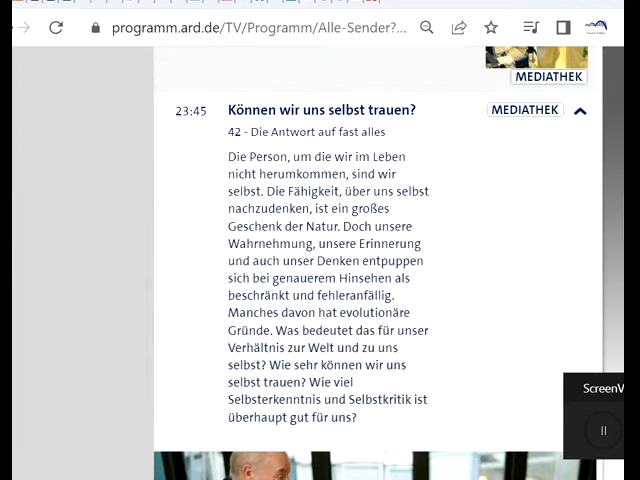 programm.ard.de/TV/Programm/Alle-Sender?...
MEDIATHEK
23:45 Können wir uns selbst trauen? MEDIATHEK
42 - Die Antwort auf fast alles
Die Person, um die wir im Leben
nicht herumkommen, sind wir
selbst. Die Fähigkeit, über uns selbst
nachzudenken, ist ein großes
Geschenk der Natur. Doch unsere
Wahrnehmung, unsere Erinnerung
und auch unser Denken entpuppen
sich bei genauerem Hinsehen als
beschränkt und fehleranfällig.
Manches davon hat evolutionäre
Gründe. Was bedeutet das für unser
Verhältnis zur Welt und zu uns
selbst? Wie sehr können wir uns
selbst trauen? Wie viel
Selbsterkenntnis und Selbstkritik ist
überhaupt gut für uns?
ScreenV